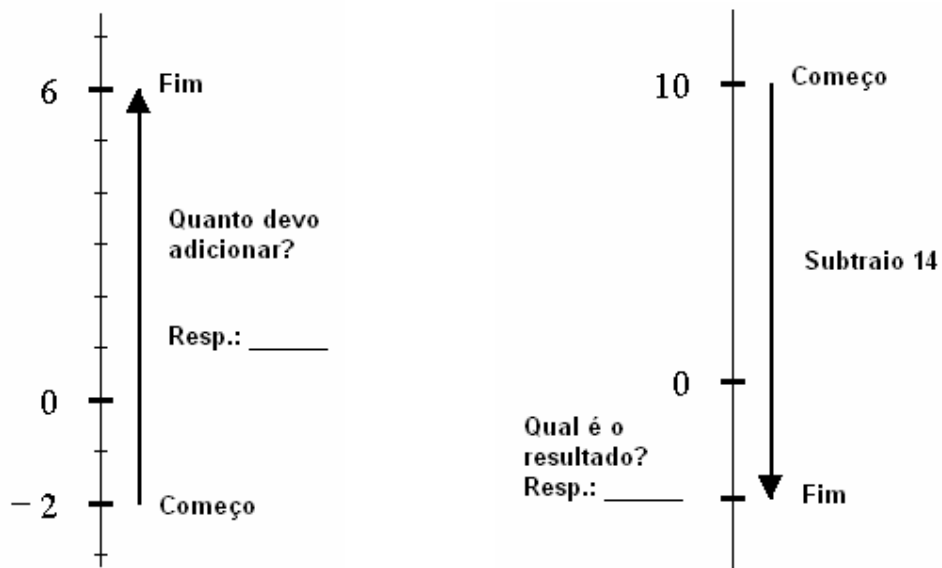 6
Fim
Quanto devo
adicionar?
Resp.: ______
0
− 2
Começo
10
Começo
Subtraio 14
0
Qual é o
resultado?
Resp.: ______
Fim